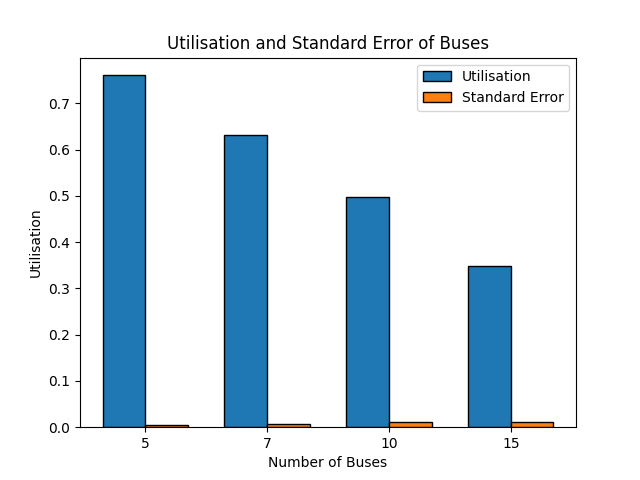 Utilisation and Standard Error of Buses
Utilisation
Standard Error
Utilisation
0.7
0.6
0.5
0.4
0.3
0.2
0.1
0.0
5
7
10
15
Number of Buses